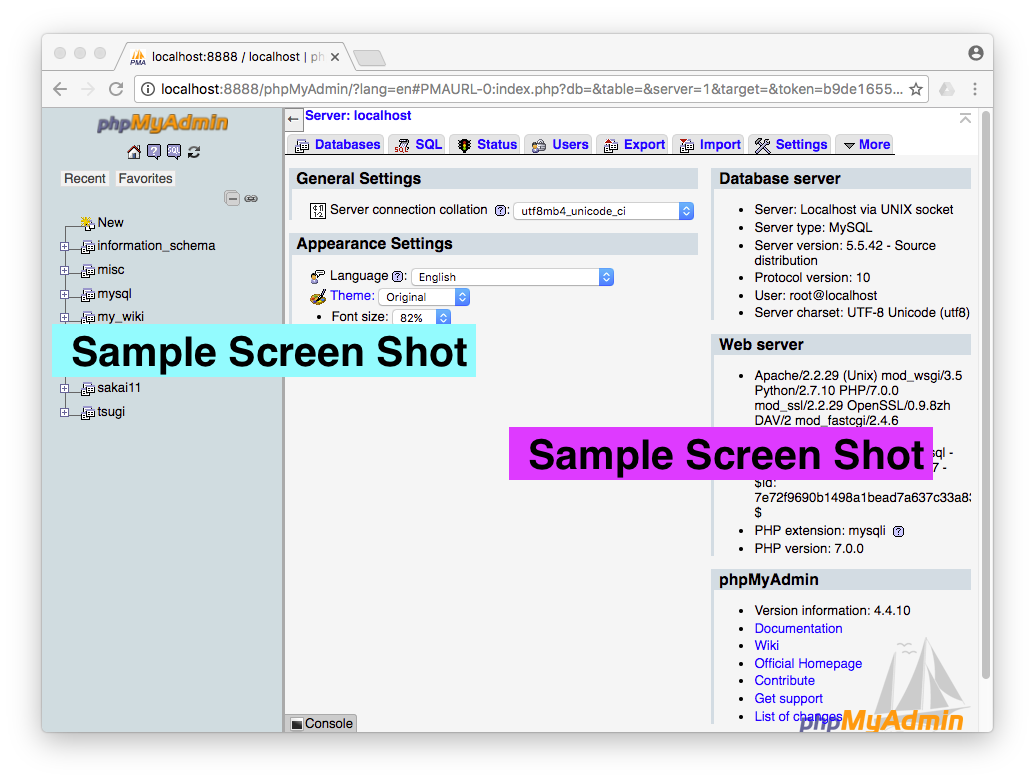 localhost:8888 / localhost | ph
localhost:8888/phpMyAdmin/?lang=en#PMAURL-0:index.php?db=&table=&server=1&target=&token=b9de1655...
phpMyAdmin
Recent Favorites
New
information_schema
misc
mysql
my_wiki
Sample Screen Shot
sakai11
tsugi
Server: localhost
Databases SQL Status Users Export Import Settings More
General Settings
Server connection collation ?: utf8mb4_unicode_ci
Appearance Settings
Language ?: English
Theme: Original
• Font size: 82%
Console
Database server
• Server: Localhost via UNIX socket
• Server type: MySQL
• Server version: 5.5.42 - Source
distribution
• Protocol version: 10
• User: root@localhost
• Server charset: UTF-8 Unicode (utf8)
Web server
• Apache/2.2.29 (Unix) mod_wsgi/3.5
Python/2.7.10 PHP/7.0.0
mod_ssl/2.2.29 OpenSSL/0.9.8zh
DAV/2 mod_fastcgi/2.4.6
Sample Screen Shot
$Id:
7e72f9690b1498a1bead7a637c33a83
$
• PHP extension: mysqli ?
• PHP version: 7.0.0
phpMyAdmin
• Version information: 4.4.10
• Documentation
• Wiki
• Official Homepage
• Contribute
• Get support
• List of changes
phpMyAdmin